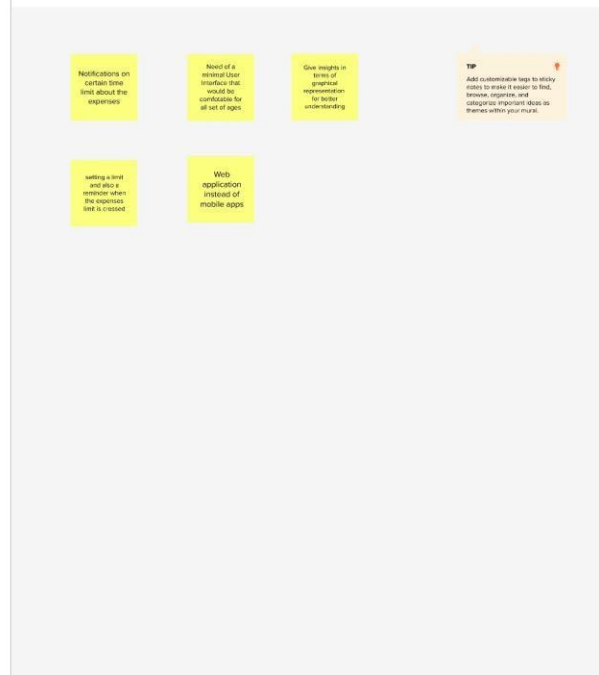 Notifications on
certain time
limit about the
expenses
Need of a
minimal User
Interface that
would be
comfotable for
all set of ages
Give insights in
terms of
graphical
representation
for better
understanding
TIP
Add customizable tags to sticky
notes to make it easier to find,
browse, organize, and
categorize important ideas as
themes within your mural.
setting a limit
and also a
reminder when
the expenses
limit is crossed
Web
application
instead of
mobile apps